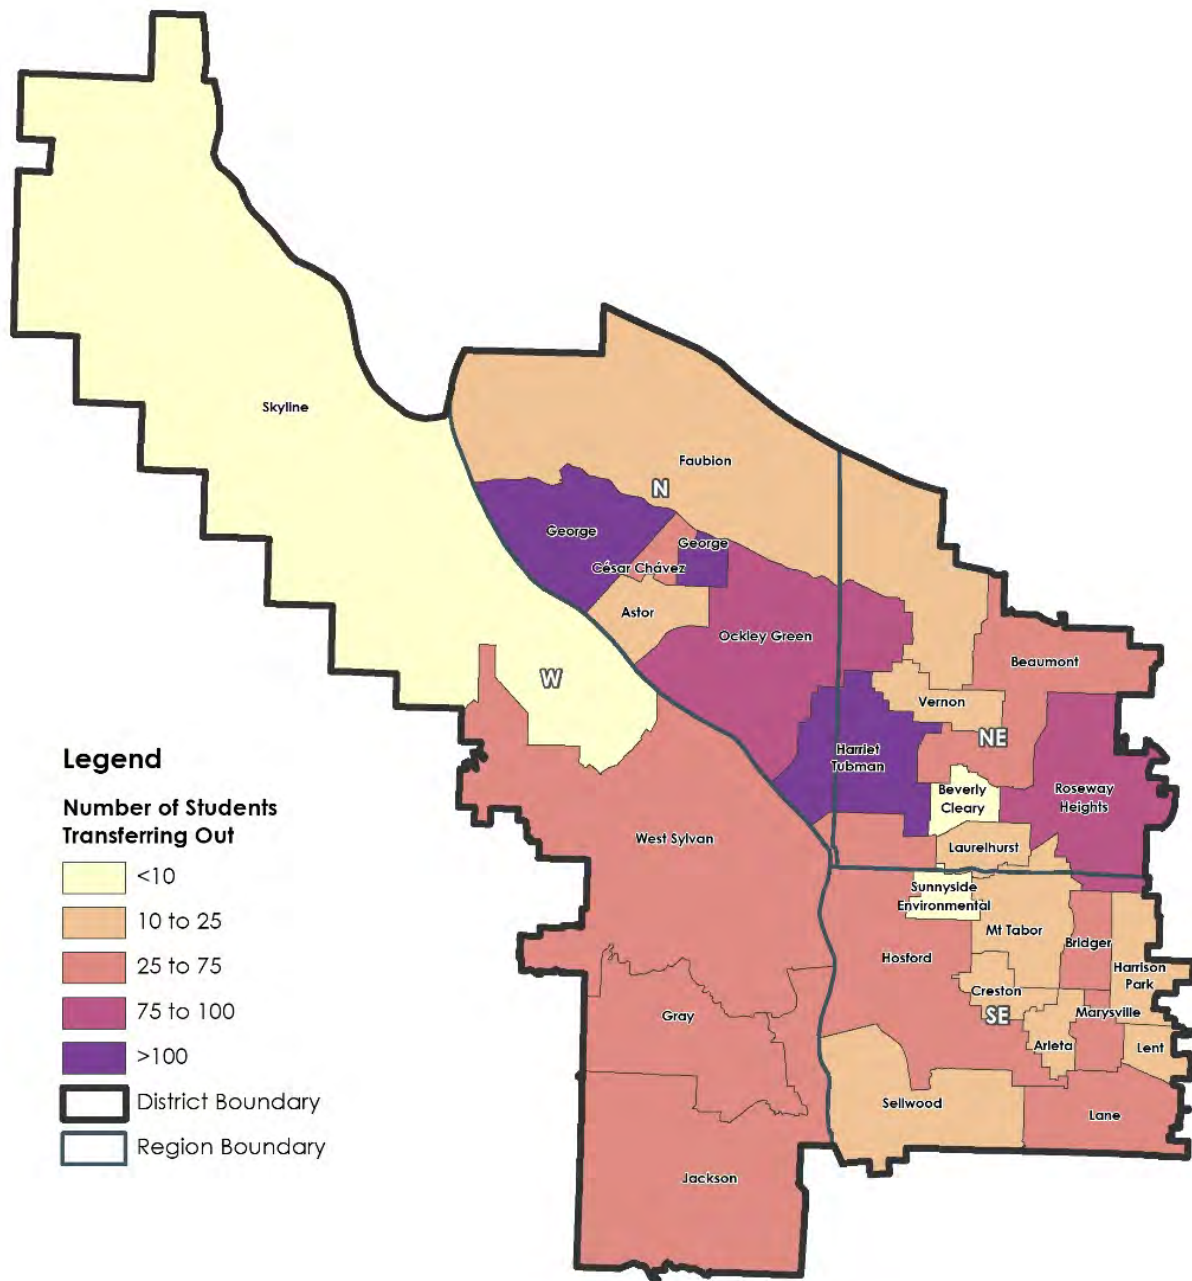 Skyline
Faubion
N
George
George
César Chávez
Astor
Ockley Green
Beaumont
W
Vernon
NE
Harriet
Tubman
Beverly
Cleary
Roseway
Heights
West Sylvan
Laurelhurst
Sunnyside
Environmental
Mt Tabor
Bridger
Hosford
Harrison
Park
Creston
Gray
SE
Marysville
Arleta
Lent
Sellwood
Lane
Jackson
Legend
Number of Students
Transferring Out
<10
10 to 25
25 to 75
75 to 100
>100
District Boundary
Region Boundary